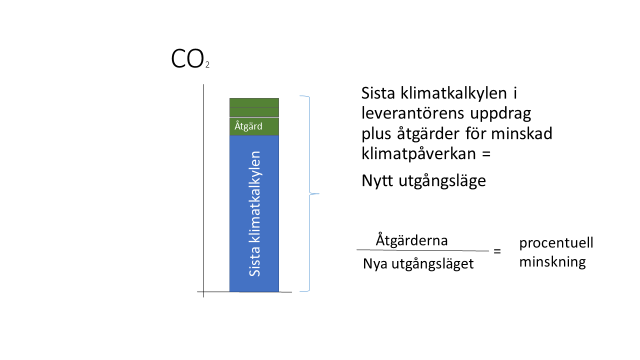 CO2
Sista klimatkalkylen i
leverantörens uppdrag
plus åtgärder för minskad
klimatpåverkan =
Nytt utgångsläge
Åtgärd
Sista klimatkalkylen
Åtgärderna
Nya utgångsläget
=
procentuell
minskning